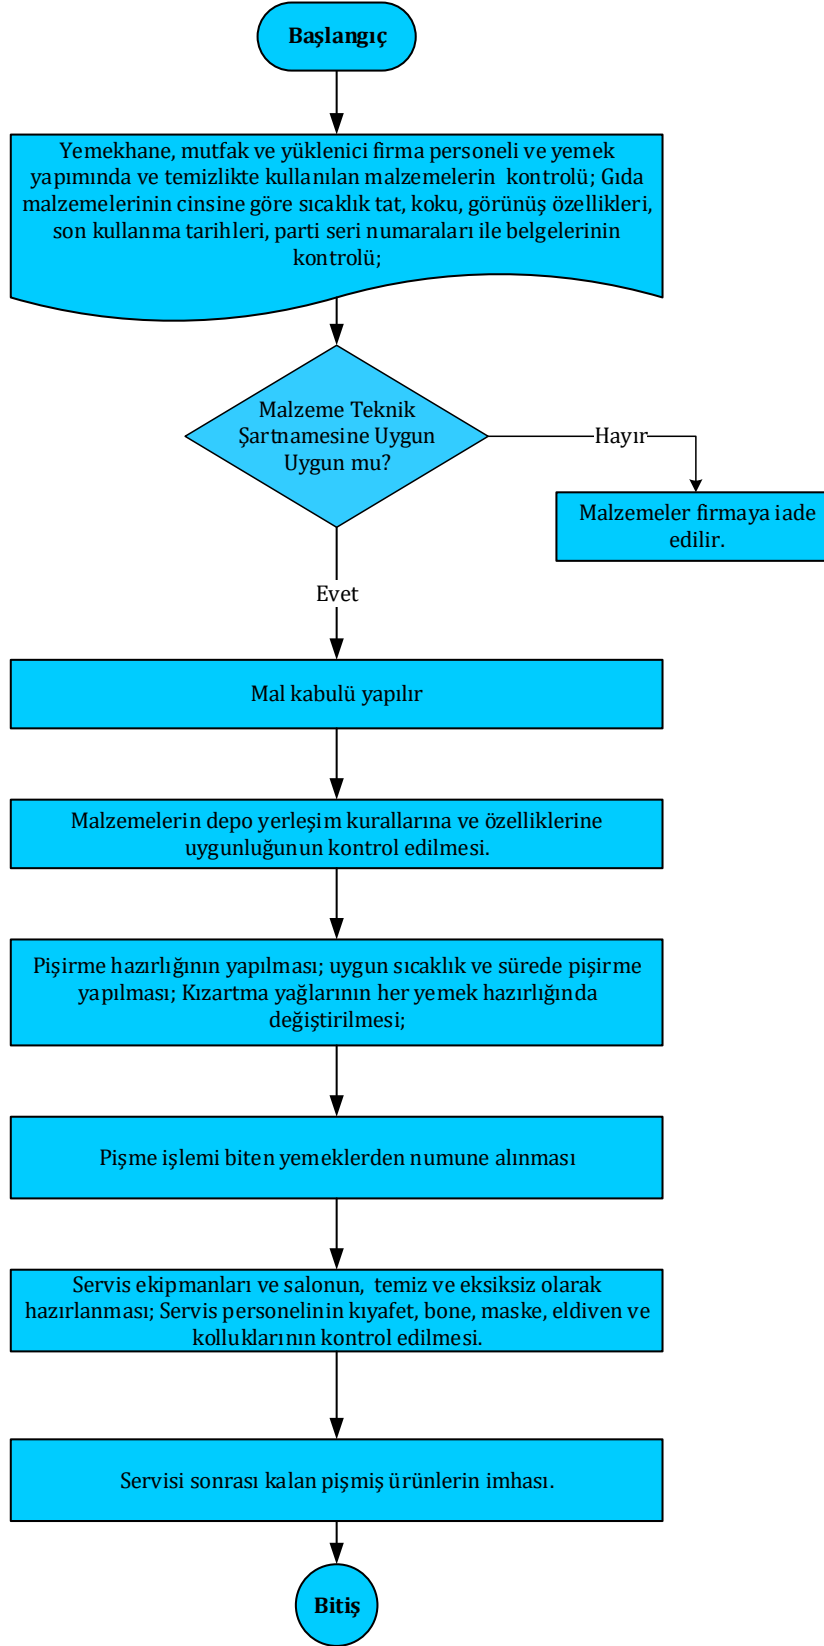 Başlangıç
Yemekhane, mutfak ve yüklenici firma personeli ve yemek
yapımında ve temizlikte kullanılan malzemelerin kontrolü; Gıda
malzemelerinin cinsine göre sıcaklık tat, koku, görünüş özellikleri,
son kullanma tarihleri, parti seri numaraları ile belgelerinin
kontrolü;
Malzeme Teknik
Şartnamesine Uygun
Uygun mu?
Hayır
Malzemeler firmaya iade
edilir.
Evet
Mal kabulü yapılır
Malzemelerin depo yerleşim kurallarına ve özelliklerine
uygunluğunun kontrol edilmesi.
Pişirme hazırlığının yapılması; uygun sıcaklık ve sürede pişirme
yapılması; Kızartma yağlarının her yemek hazırlığında
değiştirilmesi;
Pişme işlemi biten yemeklerden numune alınması
Servis ekipmanları ve salonun, temiz ve eksiksiz olarak
hazırlanması; Servis personelinin kıyafet, bone, maske, eldiven ve
kolluklarının kontrol edilmesi.
Servisi sonrası kalan pişmiş ürünlerin imhası.
Bitiş